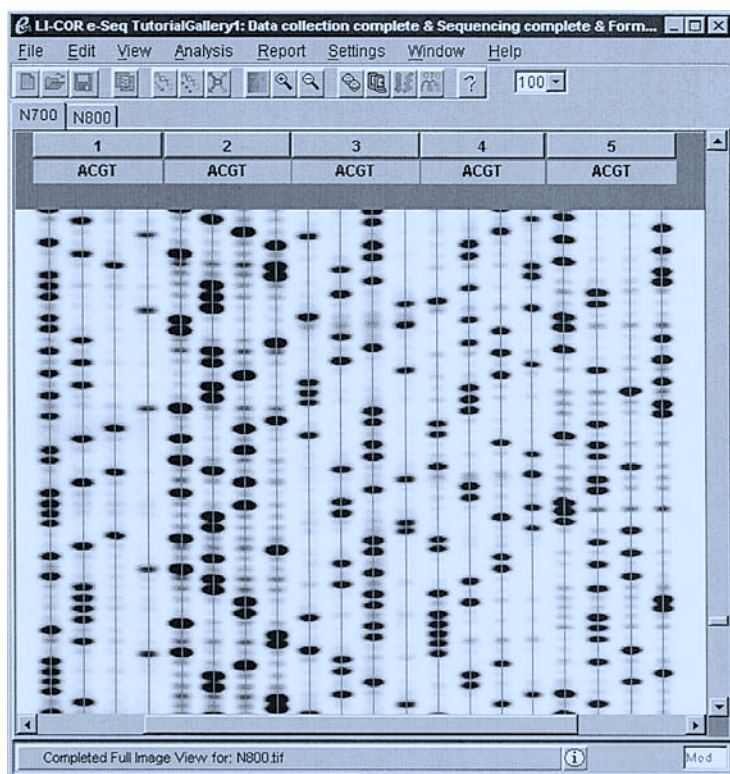 LI-COR e-Seq TutorialGallery1: Data collection complete & Sequencing complete & Form...
File Edit View Analysis Report Settings Window Help
? 100
N700 N800
1 2 3 4 5
ACGT ACGT ACGT ACGT ACGT
Completed Full Image View for: N800.tif i Mod